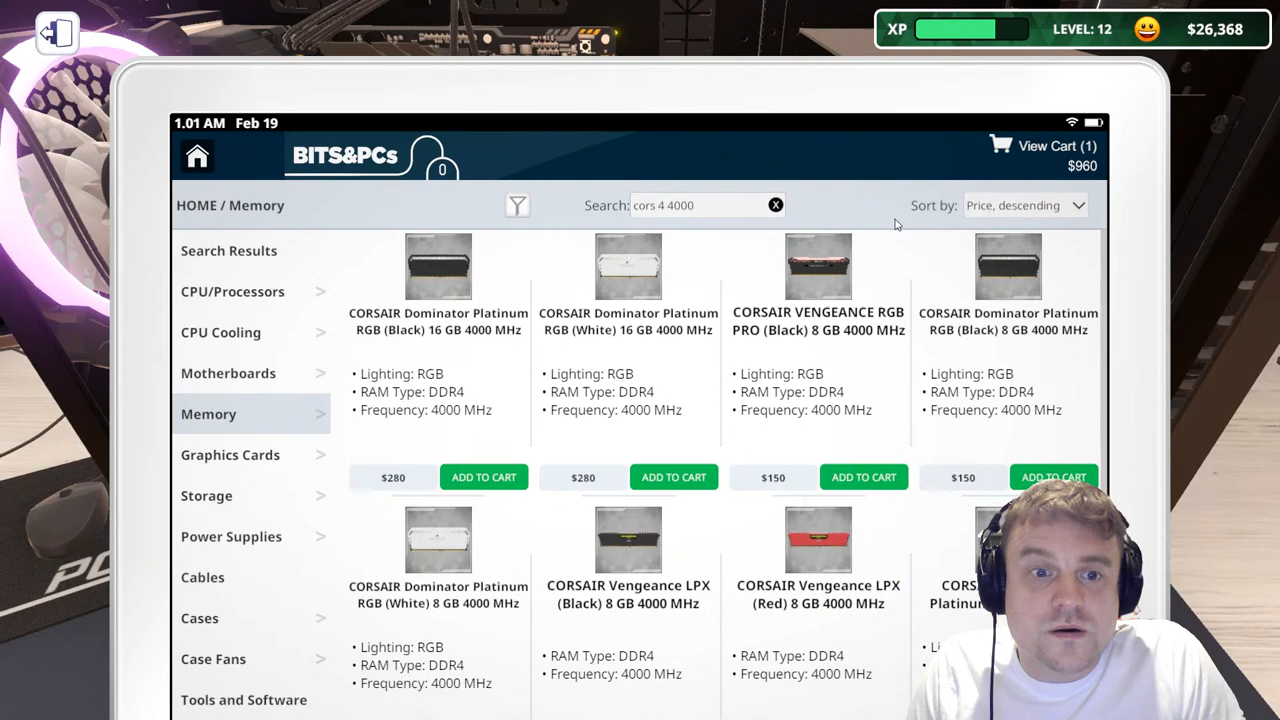 XP
LEVEL: 12
$26,368
1.01 AM Feb 19
BITS&PCs
0
View Cart (1)
$960
HOME / Memory
Search: cors 4 4000
X
Sort by: Price, descending
Search Results
CPU/Processors >
CPU Cooling >
Motherboards >
Memory >
Graphics Cards >
Storage >
Power Supplies >
Cables
Cases >
Case Fans >
Tools and Software
CORSAIR Dominator Platinum
RGB (Black) 16 GB 4000 MHz
• Lighting: RGB
• RAM Type: DDR4
• Frequency: 4000 MHz
$280 ADD TO CART
CORSAIR Dominator Platinum
RGB (White) 16 GB 4000 MHz
• Lighting: RGB
• RAM Type: DDR4
• Frequency: 4000 MHz
$280 ADD TO CART
CORSAIR VENGEANCE RGB
PRO (Black) 8 GB 4000 MHz
• Lighting: RGB
• RAM Type: DDR4
• Frequency: 4000 MHz
$150 ADD TO CART
CORSAIR Dominator Platinum
RGB (Black) 8 GB 4000 MHz
• Lighting: RGB
• RAM Type: DDR4
• Frequency: 4000 MHz
$150 ADD TO CART
CORSAIR Dominator Platinum
RGB (White) 8 GB 4000 MHz
• Lighting: RGB
• RAM Type: DDR4
• Frequency: 4000 MHz
CORSAIR Vengeance LPX
(Black) 8 GB 4000 MHz
• RAM Type: DDR4
• Frequency: 4000 MHz
CORSAIR Vengeance LPX
(Red) 8 GB 4000 MHz
• RAM Type: DDR4
• Frequency: 4000 MHz
PC